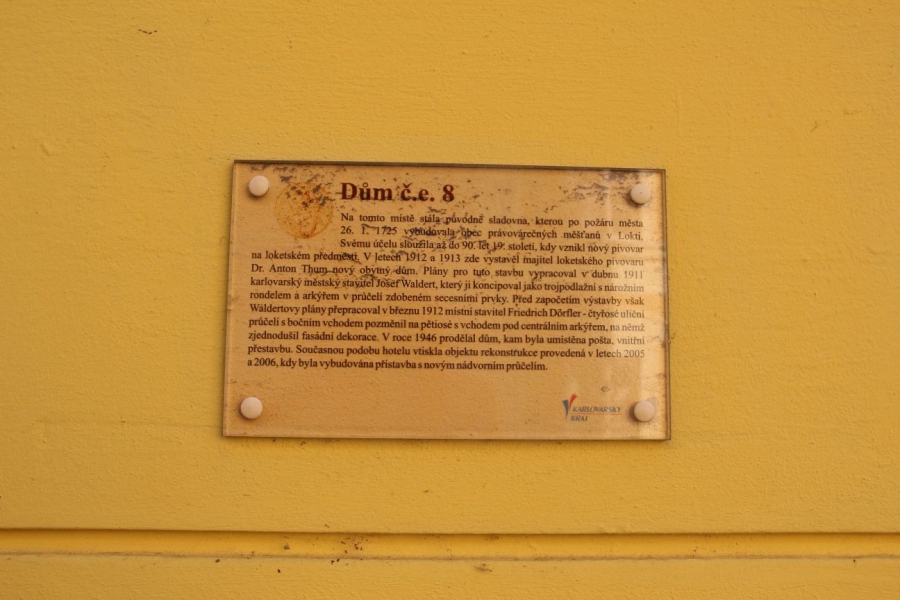 Dům č.e. 8
Na tomto místě stála původně sladovna, kterou po požáru města
26. 1. 1725 vybudovala obec právovárečných měšťanů v Lokti.
Svému účelu sloužila až do 90. let 19. století, kdy vznikl nový pivovar
na loketském předměstí. V letech 1912 a 1913 zde vystavěl majitel loketského pivovaru
Dr. Anton Thum nový obytný dům. Plány pro tuto stavbu vypracoval v dubnu 1911
karlovarský městský stavitel Josef Waldert, který ji koncipoval jako trojpodlažní s nárožním
rondelem a arkýřem v průčelí zdobeném secesními prvky. Před započetím výstavby však
Waldertovy plány přepracoval v březnu 1912 místní stavitel Friedrich Dörfler - čtyřosé uliční
průčelí s bočním vchodem pozměnil na pětiosé s vchodem pod centrálním arkýřem, na němž
zjednodušil fasádní dekorace. V roce 1946 prodělal dům, kam byla umístěna pošta, vnitřní
přestavbu. Současnou podobu hotelu vtiskla objektu rekonstrukce provedená v letech 2005
a 2006, kdy byla vybudována přístavba s novým nádvorním průčelím.
KARLOVARSKÝ
KRAJ